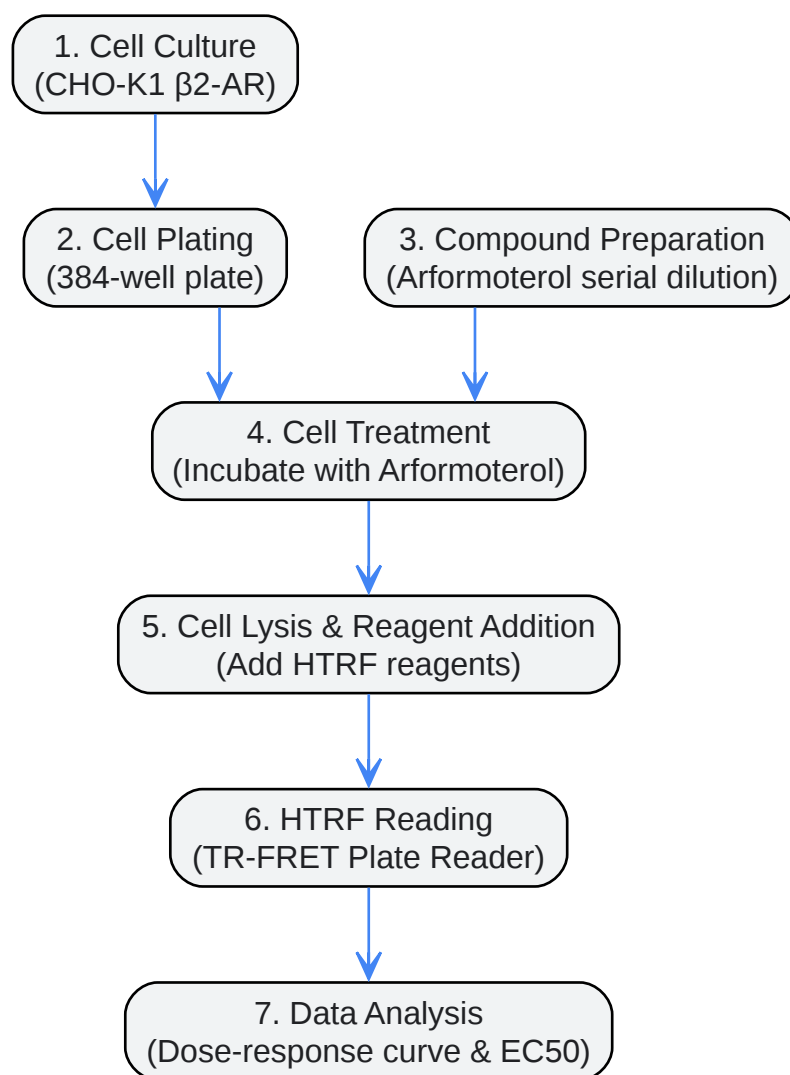 1. Cell Culture
(CHO-K1 β2-AR)
2. Cell Plating
(384-well plate)
3. Compound Preparation
(Arformoterol serial dilution)
4. Cell Treatment
(Incubate with Arformoterol)
5. Cell Lysis & Reagent Addition
(Add HTRF reagents)
6. HTRF Reading
(TR-FRET Plate Reader)
7. Data Analysis
(Dose-response curve & EC50)